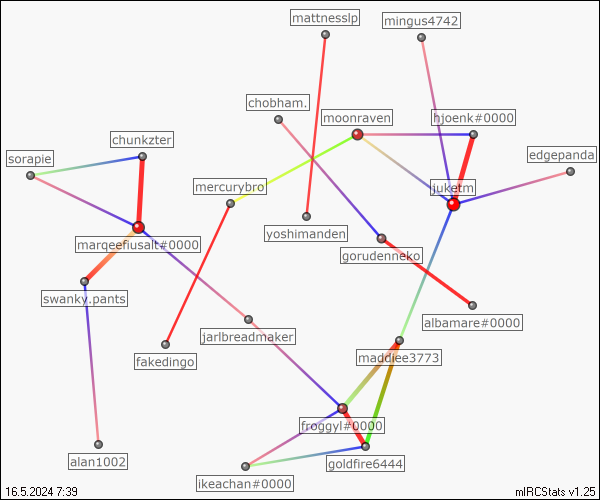 mattnesslp
mingus4742
chobham.
moonraven
hjoenk#0000
chunkzter
sorapie
edgepanda
mercurybro
juketm
yoshimanden
marqeefusalt#0000
gorudenneko
swanky.pants
albamare#0000
jarlbreadmaker
fakedingo
maddiee3773
froggyl#0000
alan1002
goldfire6444
ikeachan#0000
16.5.2024 7:39
mIRCStats v1.25